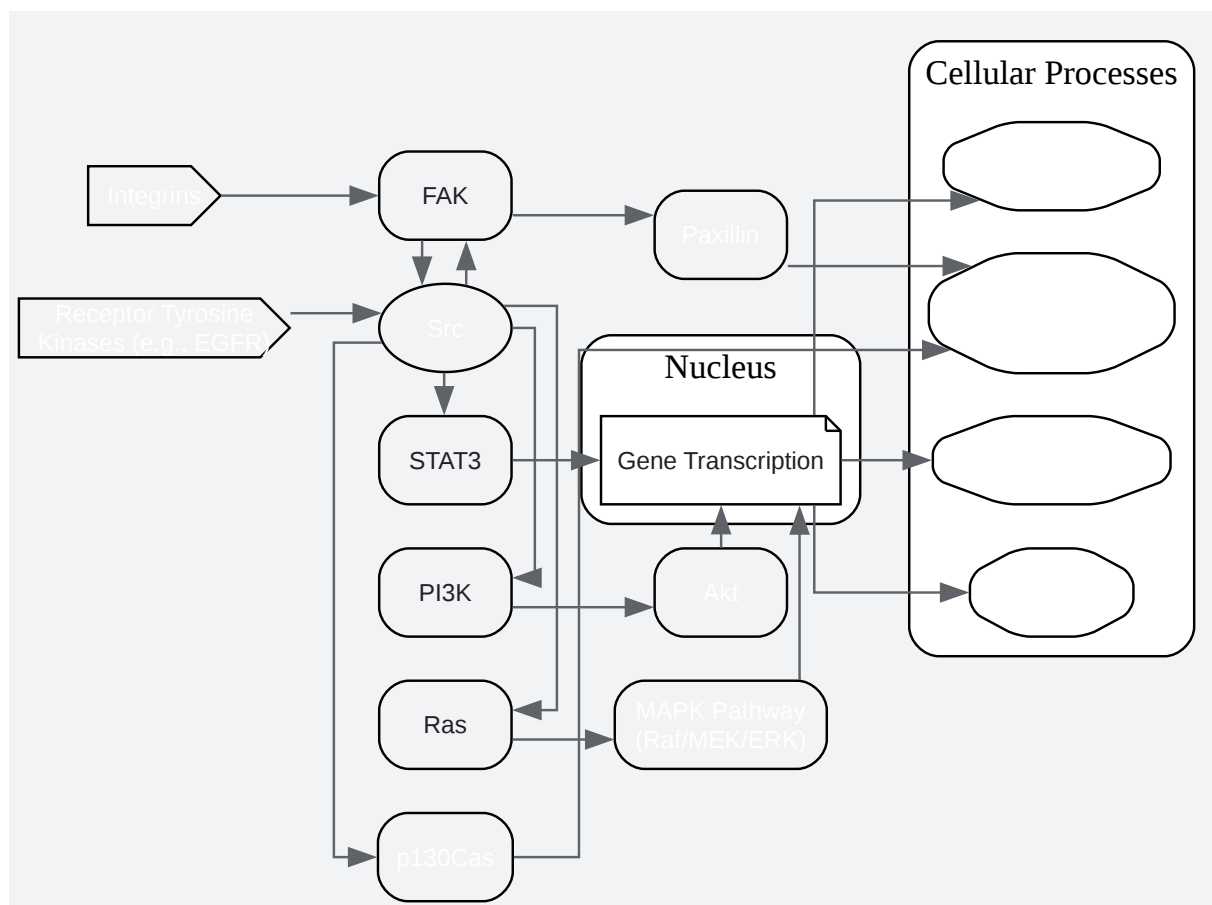 Cellular Processes
Integrins
FAK
Paxillin
Receptor Tyrosine
Kinases (e.g., EGFR)
Src
Nucleus
STAT3
Gene Transcription
PI3K
Akt
Ras
MAPK Pathway
(Raf/MEK/ERK)
p130Cas